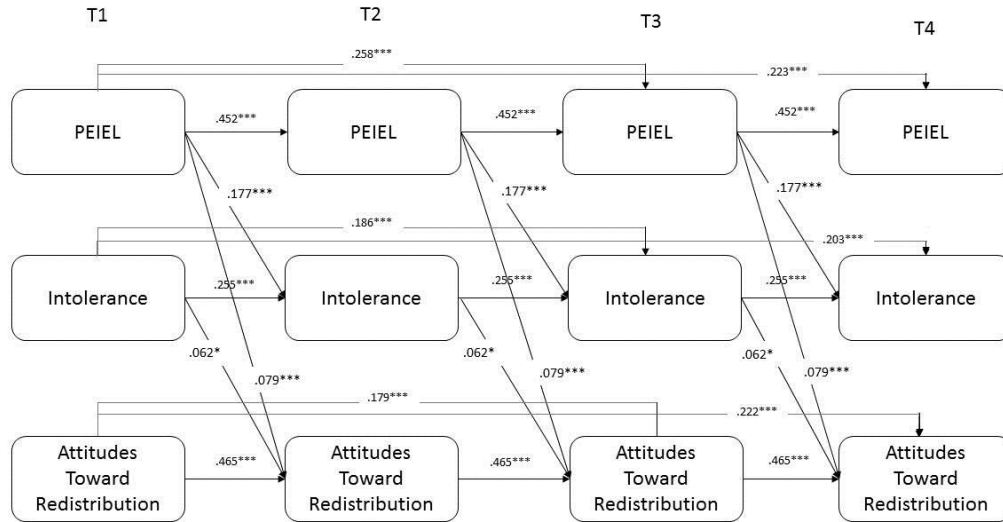 T1 T2 T3 T4
.258***
.223***
PEIEL PEIEL PEIEL PEIEL
.452*** .452*** .452***
.177*** .177*** .177***
.186***
.203***
Intolerance Intolerance Intolerance Intolerance
.255*** .255*** .255***
.062* .062* .062*
.079*** .079*** .079***
.179***
.222***
Attitudes Attitudes Attitudes Attitudes
Toward Toward Toward Toward
Redistribution Redistribution Redistribution Redistribution
.465*** .465*** .465***